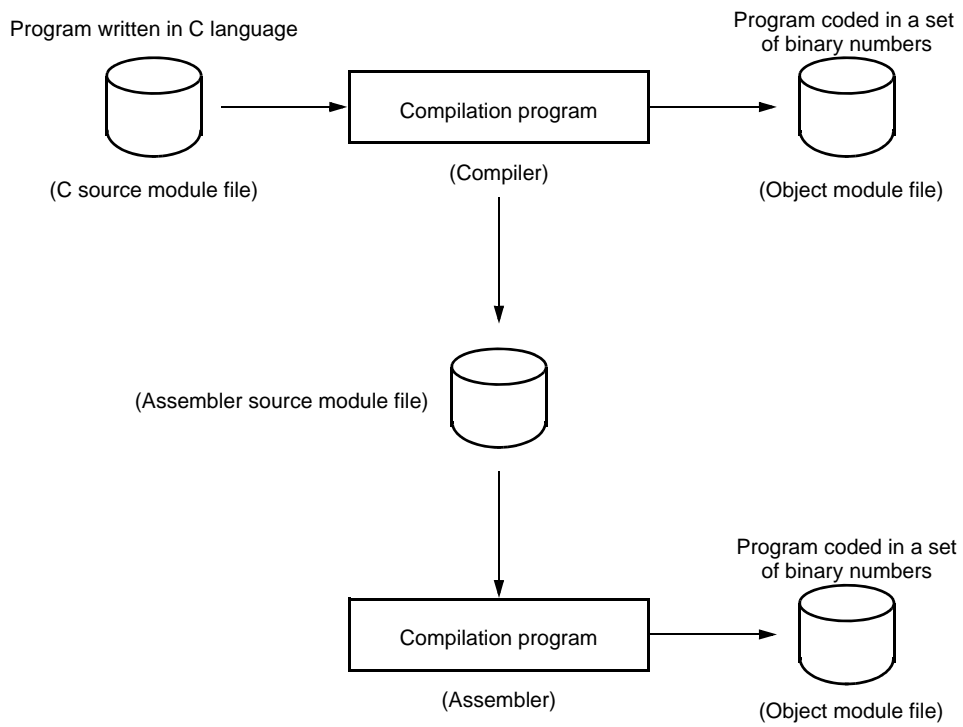 Program written in C language
Program coded in a set
of binary numbers
Compilation program
(Compiler)
(C source module file)
(Object module file)
(Assembler source module file)
Program coded in a set
of binary numbers
Compilation program
(Assembler)
(Object module file)